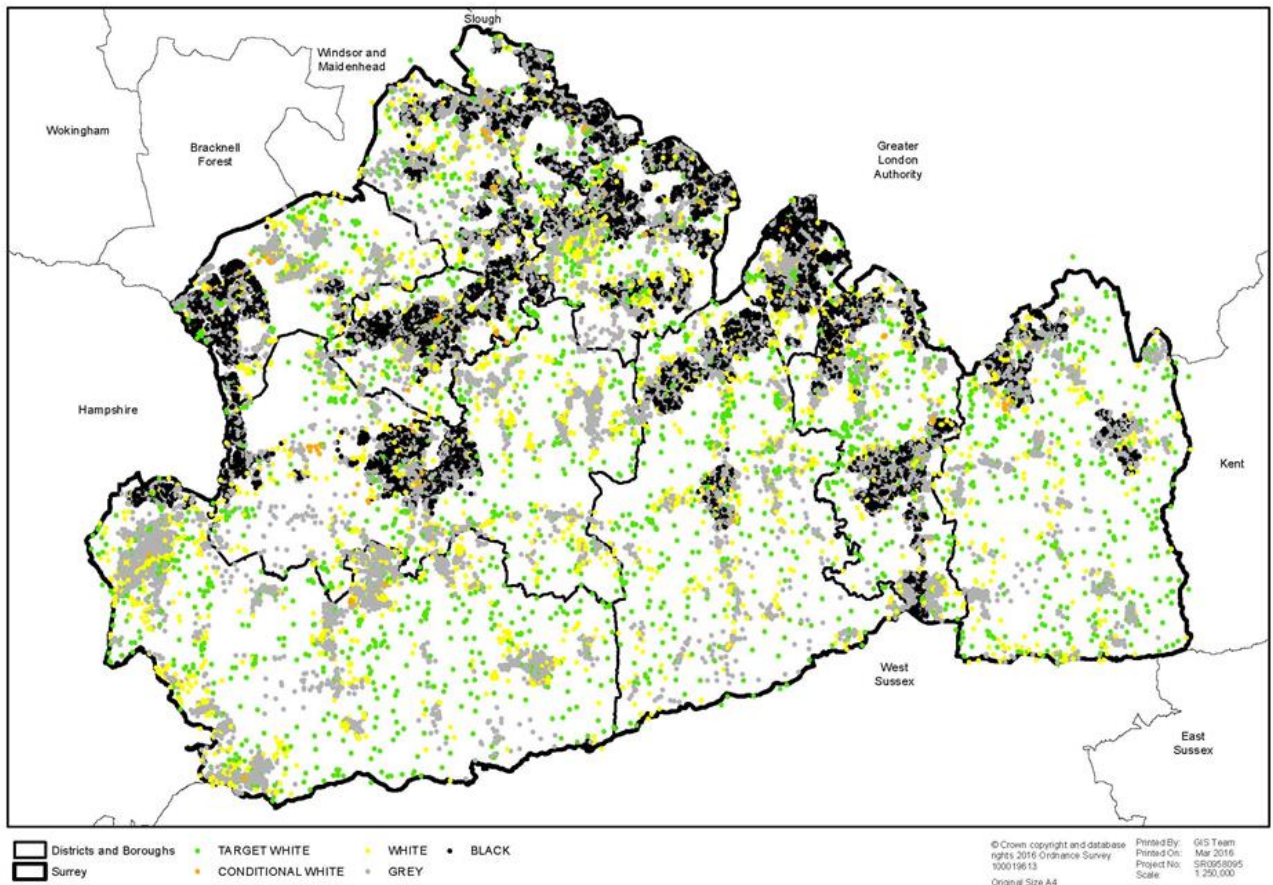 Slough
Windsor and
Maidenhead
Wokingham
Bracknell
Forest
Greater
London
Authority
Hampshire
Kent
West
Sussex
East
Sussex
Districts and Boroughs
Surrey
TARGET WHITE
CONDITIONAL WHITE
WHITE
GREY
BLACK
© Crown copyright and database
rights 2016 Ordnance Survey
100019613
Original Size A4
Printed By: GIS Team
Printed On: Mar 2016
Project No: SR0958095
Scale 1:250,000